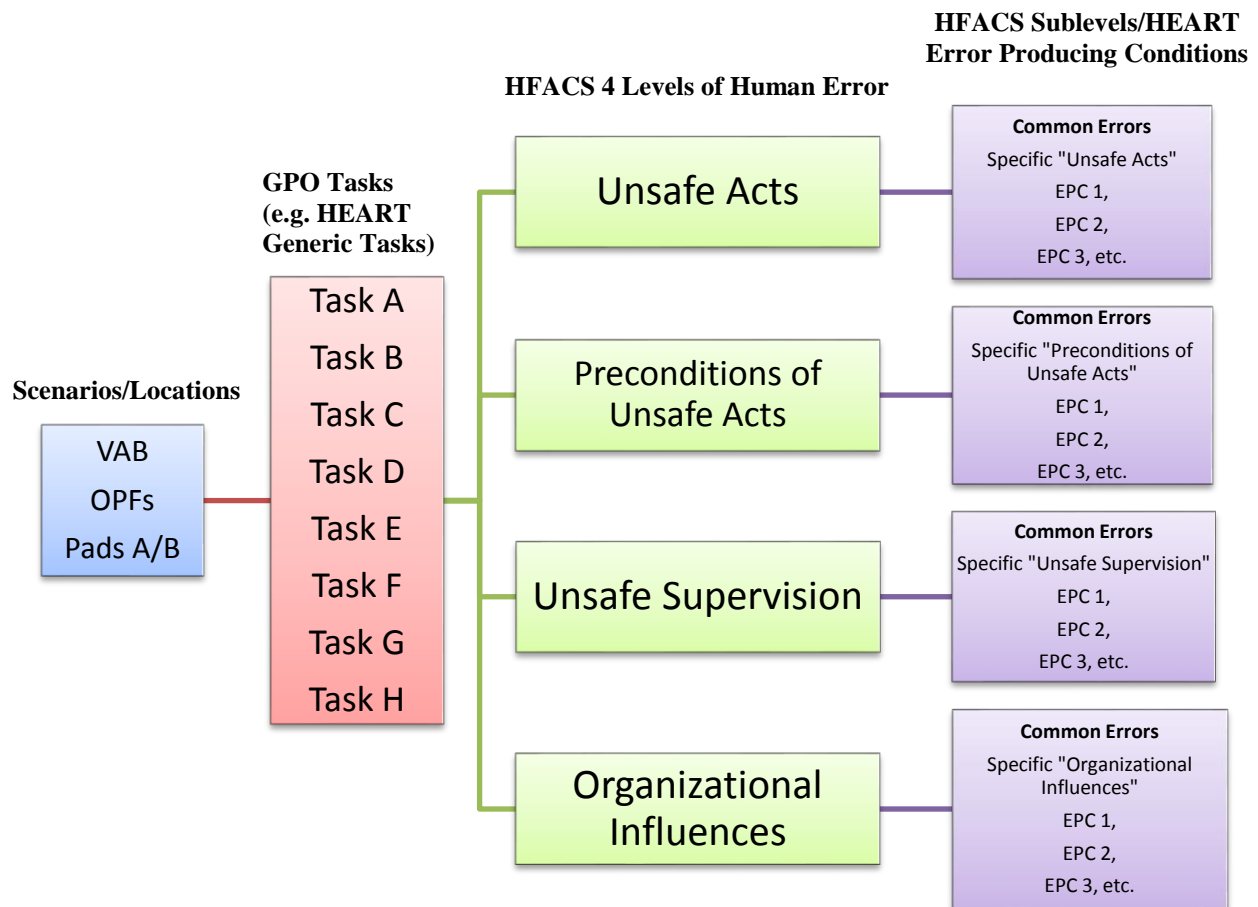 Scenarios/Locations
VAB
OPFs
Pads A/B
GPO Tasks
(e.g. HEART
Generic Tasks)
Task A
Task B
Task C
Task D
Task E
Task F
Task G
Task H
HFACS 4 Levels of Human Error
Unsafe Acts
Preconditions of
Unsafe Acts
Unsafe Supervision
Organizational
Influences
HFACS Sublevels/HEART
Error Producing Conditions
Common Errors
Specific "Unsafe Acts"
EPC 1,
EPC 2,
EPC 3, etc.
Common Errors
Specific "Preconditions of
Unsafe Acts"
EPC 1,
EPC 2,
EPC 3, etc.
Common Errors
Specific "Unsafe Supervision"
EPC 1,
EPC 2,
EPC 3, etc.
Common Errors
Specific "Organizational
Influences"
EPC 1,
EPC 2,
EPC 3, etc.